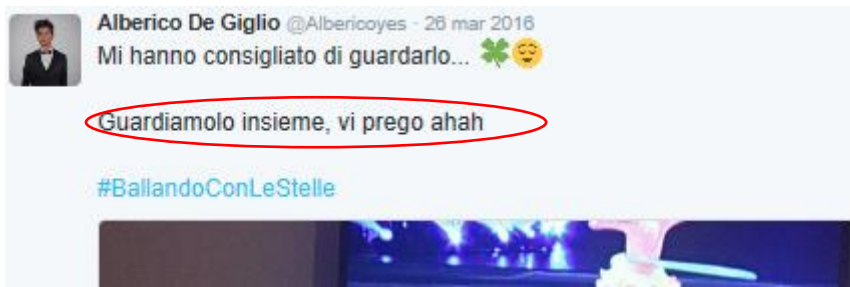 Alberico De Giglio @Albericoyes · 26 mar 2016
Mi hanno consigliato di guardarlo... 🍀😌
Guardiamolo insieme, vi prego ahah
#BallandoConLeStelle